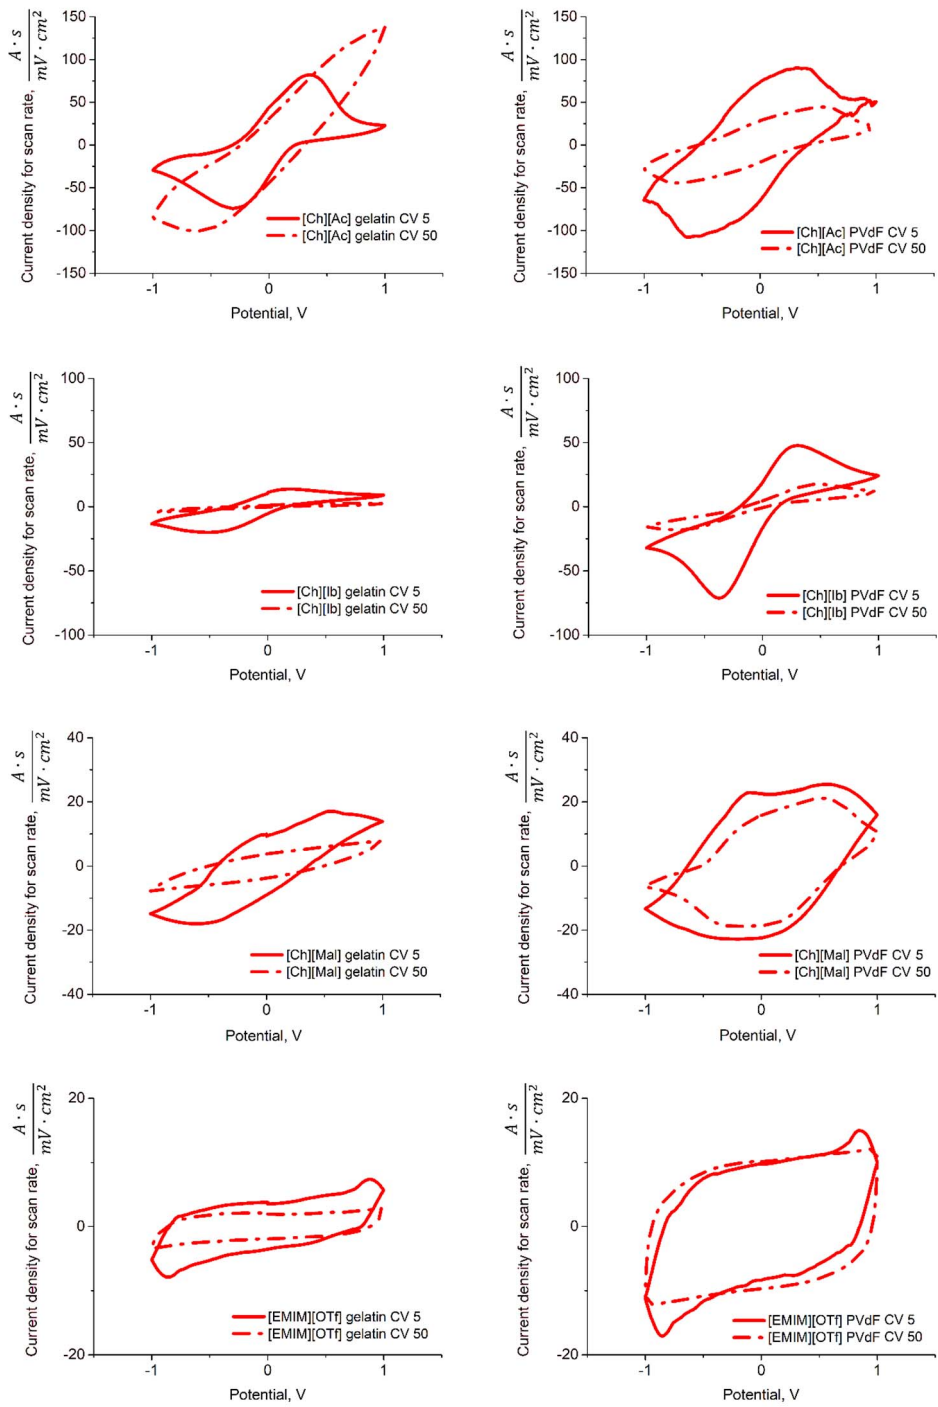 Current density for scan rate, A · s / mV · cm²
150
100
50
0
-50
-100
-150
[Ch][Ac] gelatin CV 5
[Ch][Ac] gelatin CV 50
-1 0 1
Potential, V
Current density for scan rate, A · s / mV · cm²
150
100
50
0
-50
-100
-150
[Ch][Ac] PVdF CV 5
[Ch][Ac] PVdF CV 50
-1 0 1
Potential, V
Current density for scan rate, A · s / mV · cm²
100
50
0
-50
-100
[Ch][Ib] gelatin CV 5
[Ch][Ib] gelatin CV 50
-1 0 1
Potential, V
Current density for scan rate, A · s / mV · cm²
100
50
0
-50
-100
[Ch][Ib] PVdF CV 5
[Ch][Ib] PVdF CV 50
-1 0 1
Potential, V
Current density for scan rate, A · s / mV · cm²
40
20
0
-20
-40
[Ch][Mal] gelatin CV 5
[Ch][Mal] gelatin CV 50
-1 0 1
Potential, V
Current density for scan rate, A · s / mV · cm²
40
20
0
-20
-40
[Ch][Mal] PVdF CV 5
[Ch][Mal] PVdF CV 50
-1 0 1
Potential, V
Current density for scan rate, A · s / mV · cm²
20
0
-20
[EMIM][OTf] gelatin CV 5
[EMIM][OTf] gelatin CV 50
-1 0 1
Potential, V
Current density for scan rate, A · s / mV · cm²
20
0
-20
[EMIM][OTf] PVdF CV 5
[EMIM][OTf] PVdF CV 50
-1 0 1
Potential, V